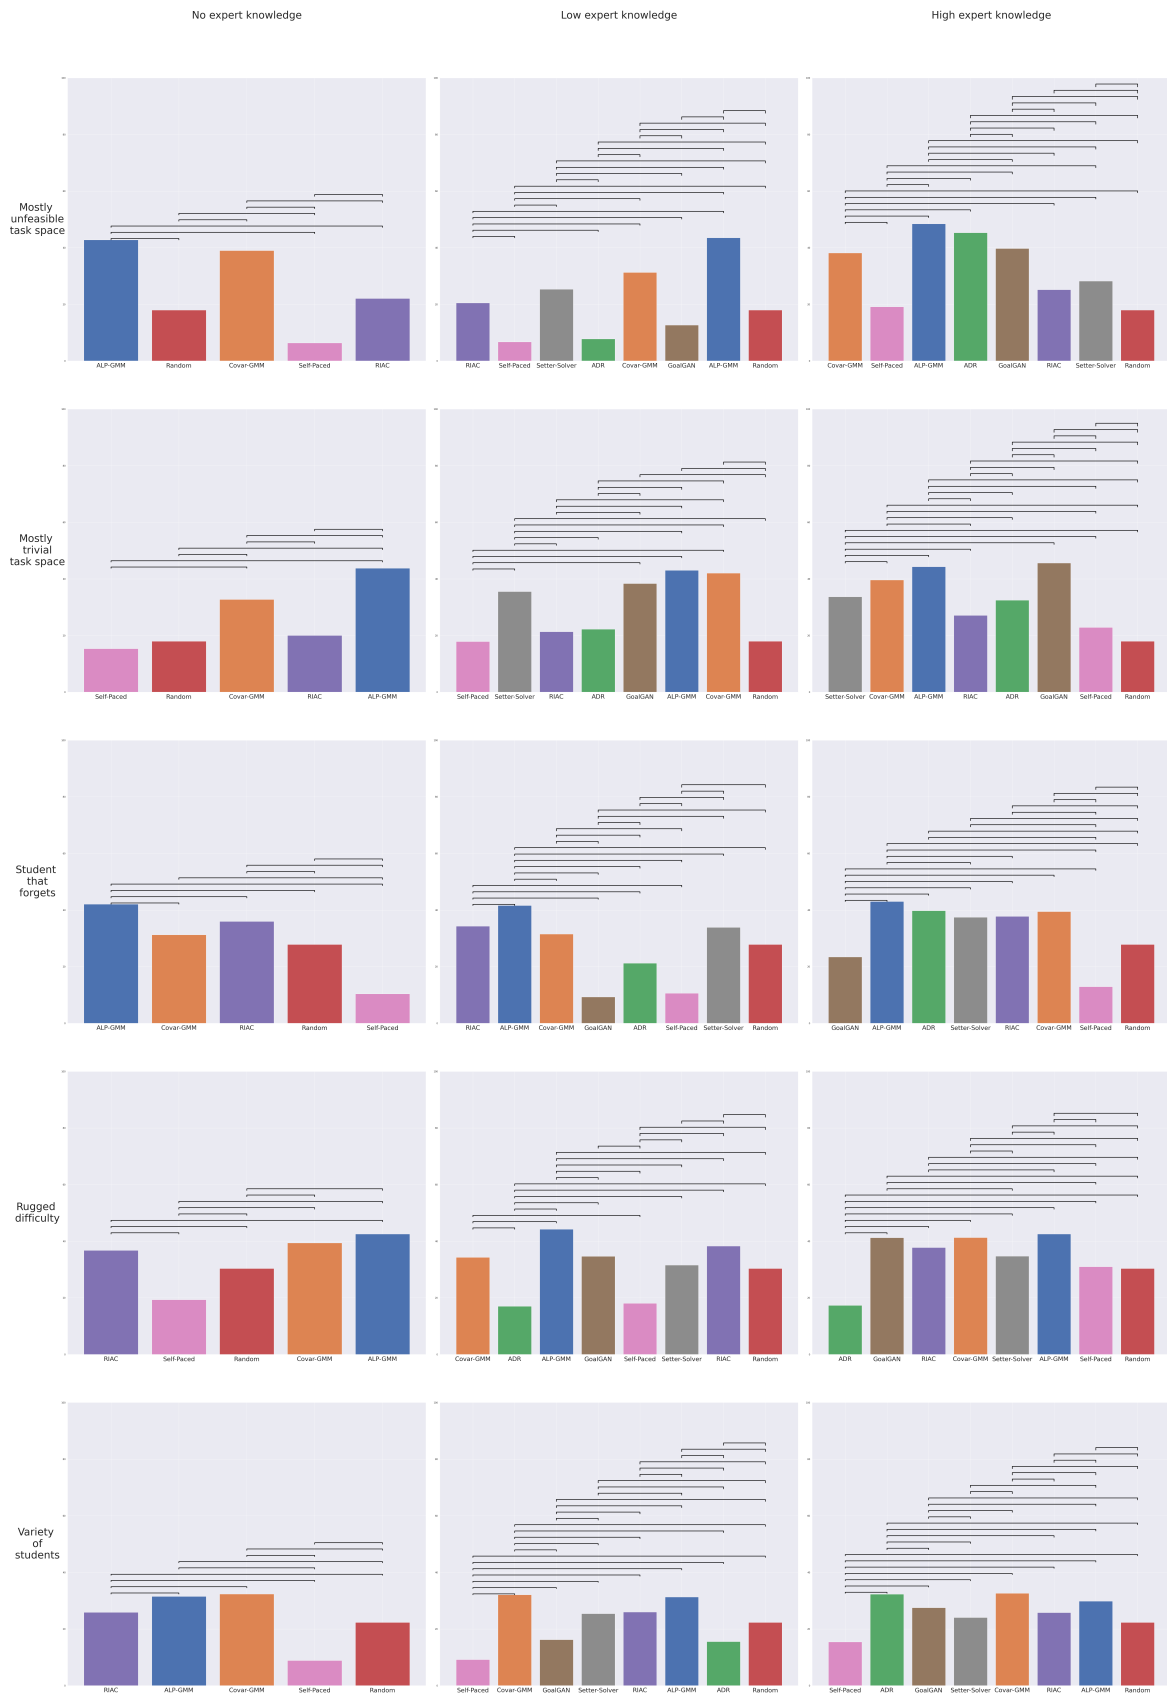 No expert knowledge
Low expert knowledge
High expert knowledge
Mostly
unfeasible
task space
ALP-GMM Random Covar-GMM Self-Paced RIAC
RIAC Self-Paced Setter-Solver ADR Covar-GMM GoalGAN ALP-GMM Random
Covar-GMM Self-Paced ALP-GMM ADR GoalGAN RIAC Setter-Solver Random
Mostly
trivial
task space
Self-Paced Random Covar-GMM RIAC ALP-GMM
Self-Paced Setter-Solver RIAC ADR GoalGAN ALP-GMM Covar-GMM Random
Setter-Solver Covar-GMM ALP-GMM RIAC ADR GoalGAN Self-Paced Random
Student
that
forgets
ALP-GMM Covar-GMM RIAC Random Self-Paced
RIAC ALP-GMM Covar-GMM GoalGAN ADR Self-Paced Setter-Solver Random
GoalGAN ALP-GMM ADR Setter-Solver RIAC Covar-GMM Self-Paced Random
Rugged
difficulty
RIAC Self-Paced Random Covar-GMM ALP-GMM
Covar-GMM ADR ALP-GMM GoalGAN Self-Paced Setter-Solver RIAC Random
ADR GoalGAN RIAC Covar-GMM Setter-Solver ALP-GMM Self-Paced Random
Variety
of
students
RIAC ALP-GMM Covar-GMM Self-Paced Random
Self-Paced Covar-GMM GoalGAN Setter-Solver RIAC ALP-GMM ADR Random
Self-Paced ADR GoalGAN Setter-Solver Covar-GMM RIAC ALP-GMM Random